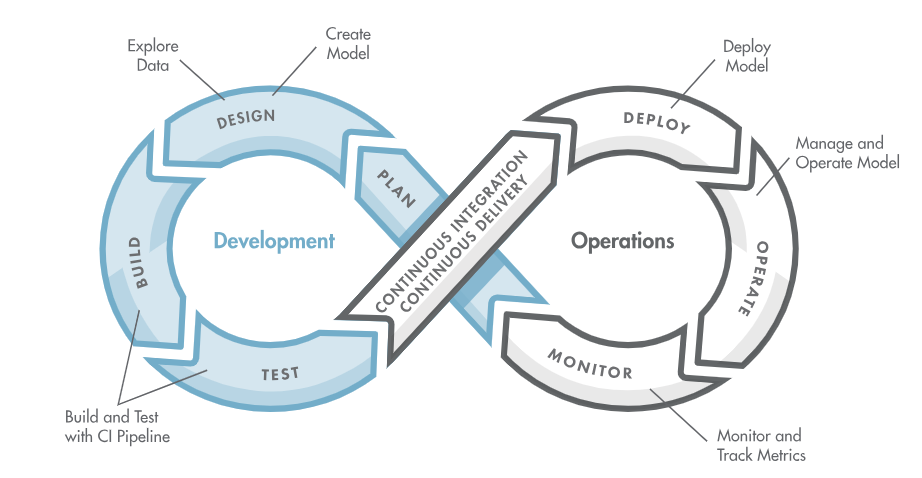 Explore
Data
Create
Model
Deploy
Model
DESIGN
DEPLOY
Manage and
Operate Model
PLAN
CONTINUOUS INTEGRATION
CONTINUOUS DELIVERY
Development
Operations
BUILD
OPERATE
TEST
MONITOR
Build and Test
with CI Pipeline
Monitor and
Track Metrics